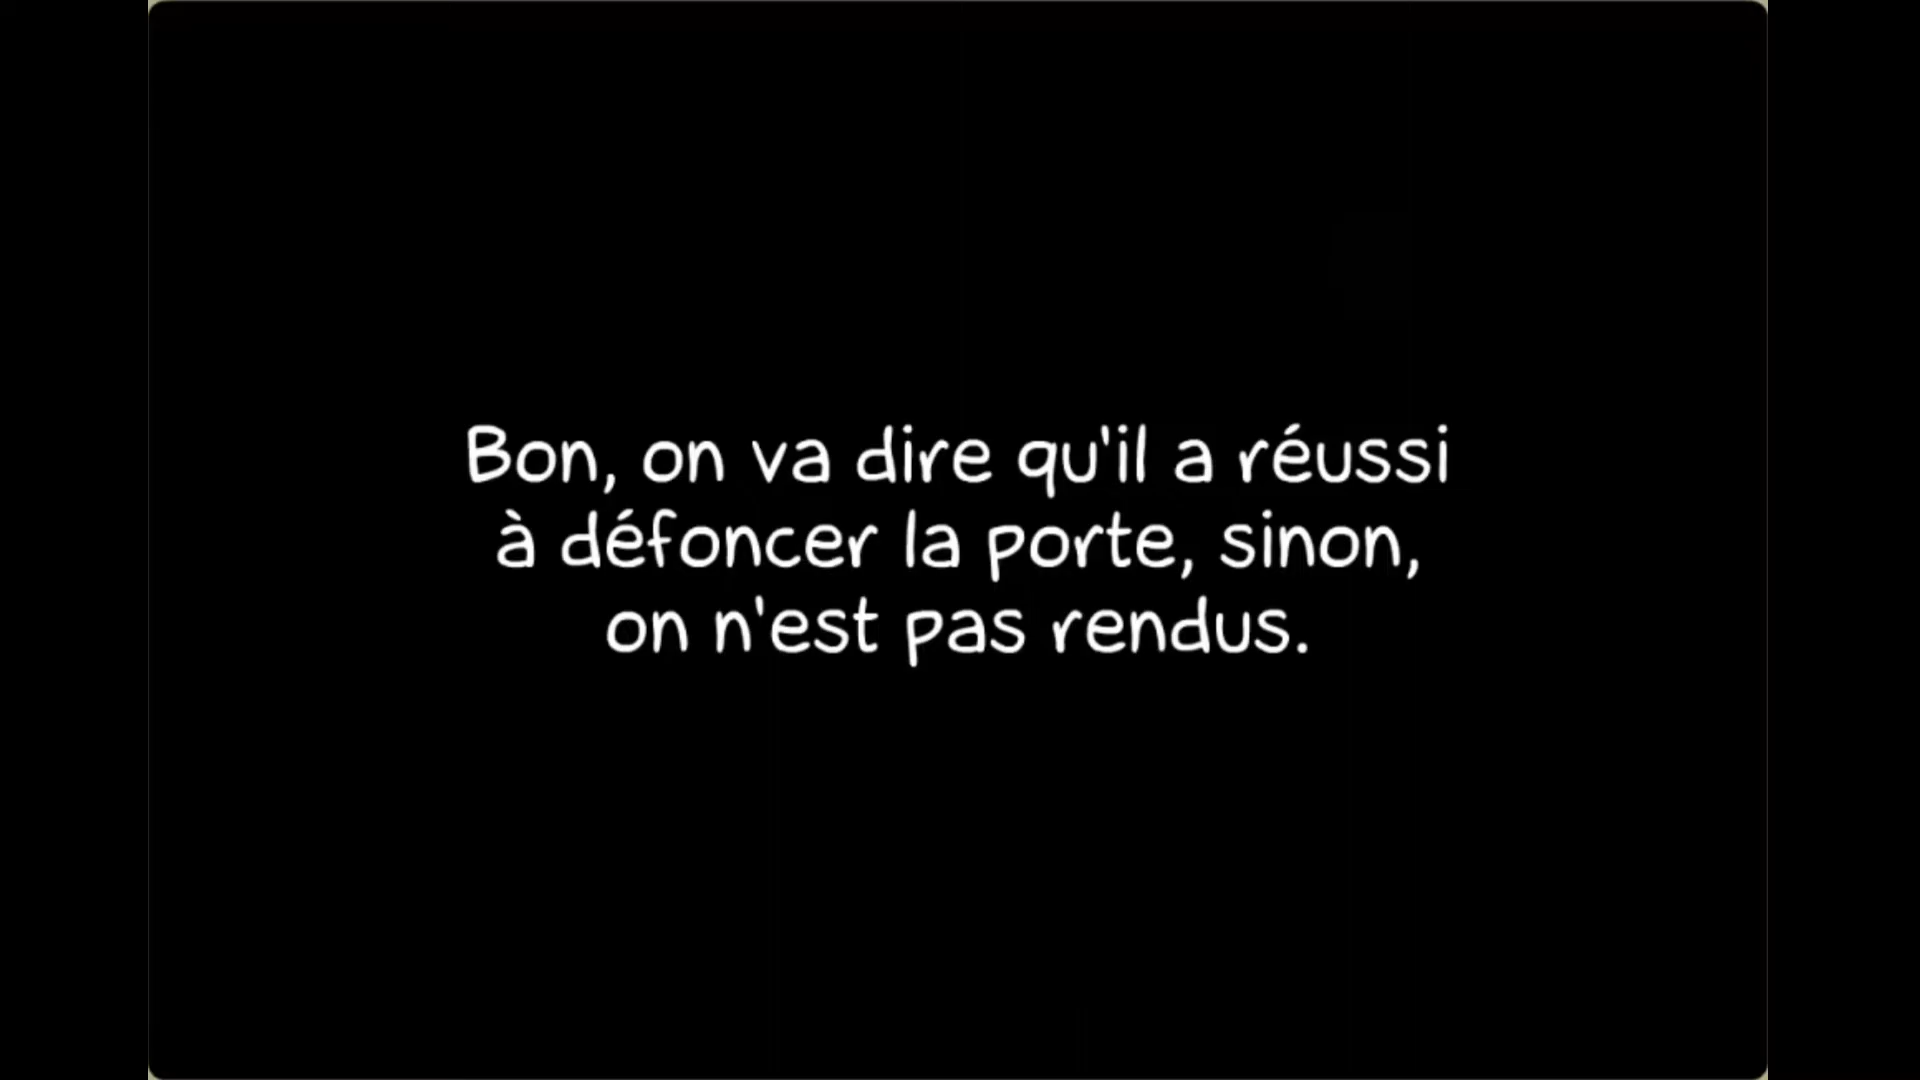 Bon, on va dire qu'il a réussi
à défoncer la porte, sinon,
on n'est pas rendus.